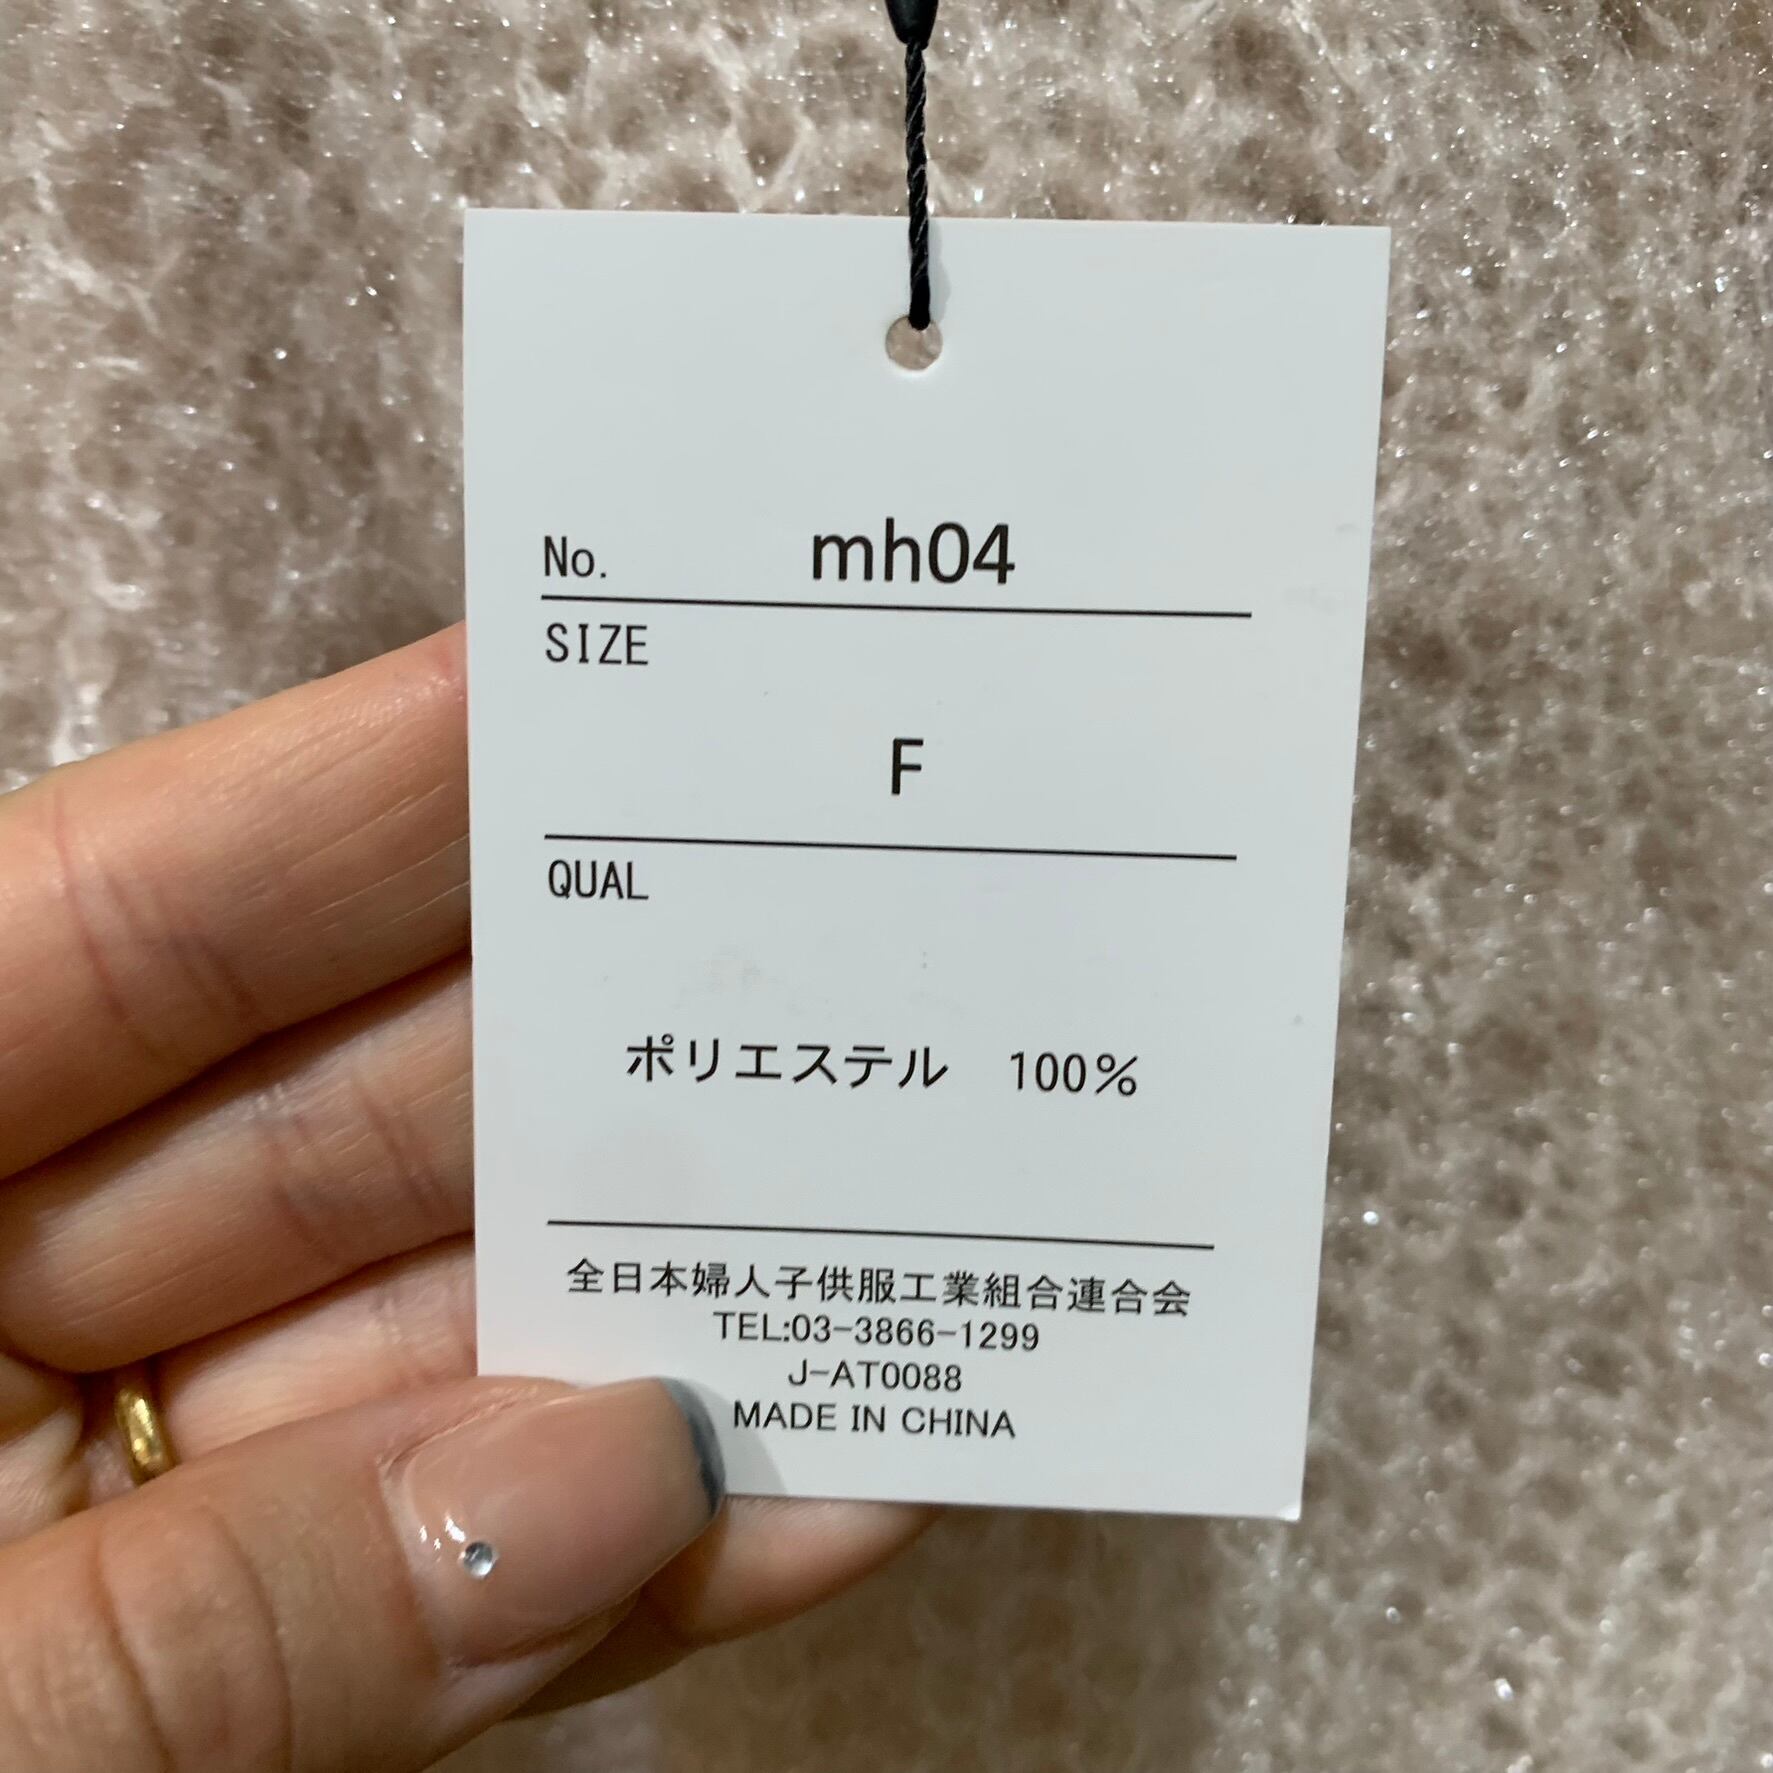 No. mh04
SIZE
F
QUAL
ポリエステル　100%
全日本婦人子供服工業組合連合会
TEL:03-3866-1299
J-AT0088
MADE IN CHINA